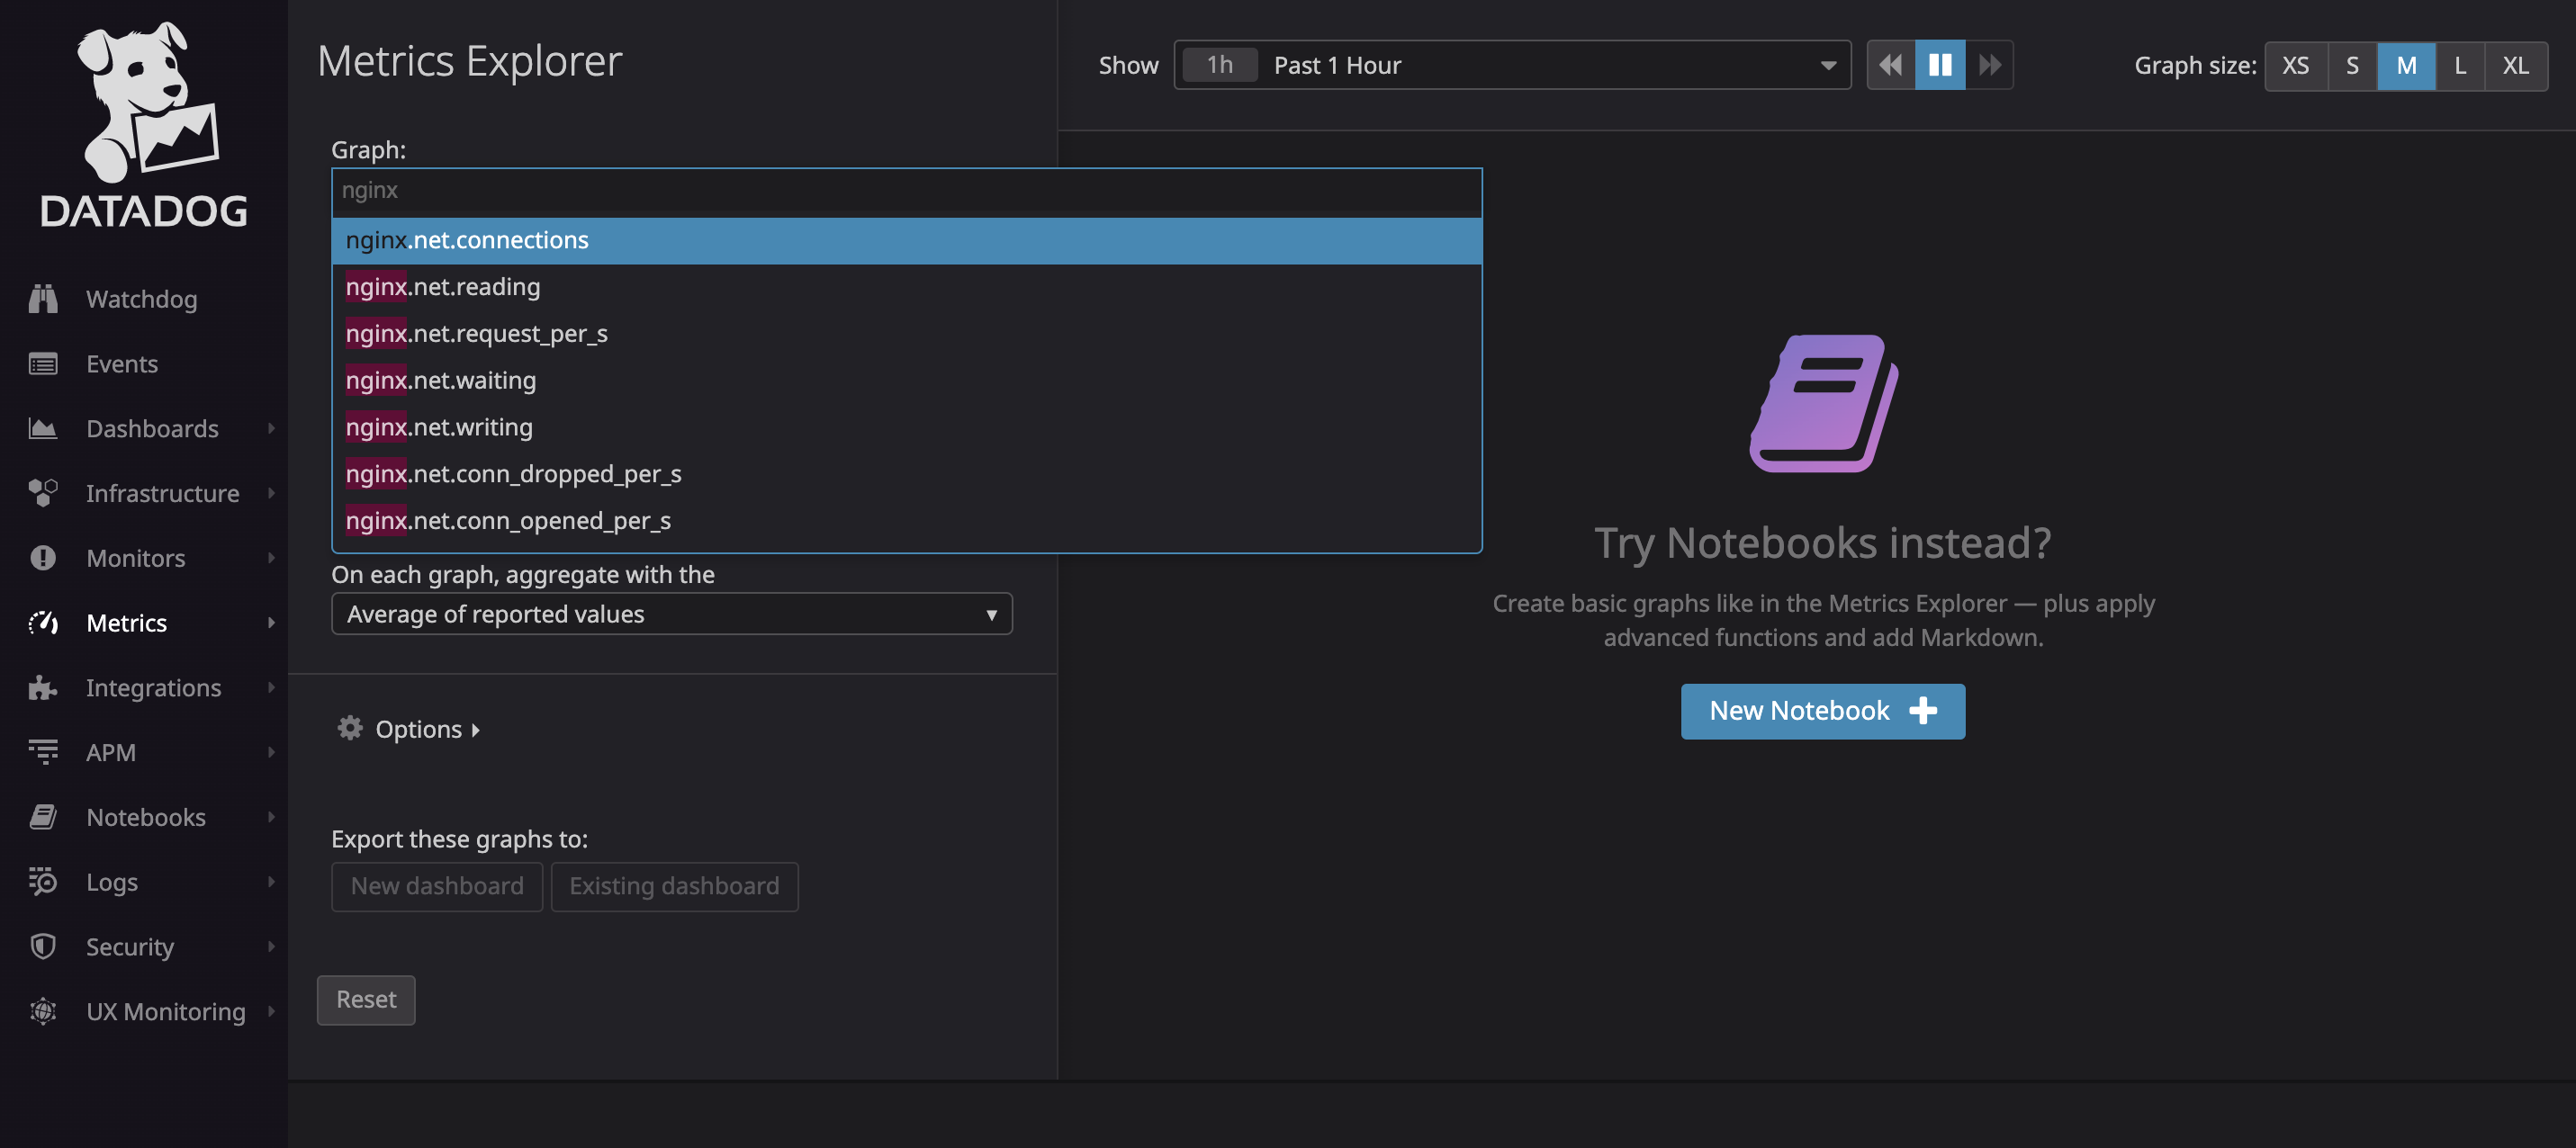 DATADOG
Watchdog
Events
Dashboards
Infrastructure
Monitors
Metrics
Integrations
APM
Notebooks
Logs
Security
UX Monitoring
Metrics Explorer
Graph:
nginx
nginx.net.connections
nginx.net.reading
nginx.net.request_per_s
nginx.net.waiting
nginx.net.writing
nginx.net.conn_dropped_per_s
nginx.net.conn_opened_per_s
On each graph, aggregate with the
Average of reported values
Options
Export these graphs to:
New dashboard Existing dashboard
Reset
Show 1h Past 1 Hour
Graph size: XS S M L XL
Try Notebooks instead?
Create basic graphs like in the Metrics Explorer — plus apply
advanced functions and add Markdown.
New Notebook